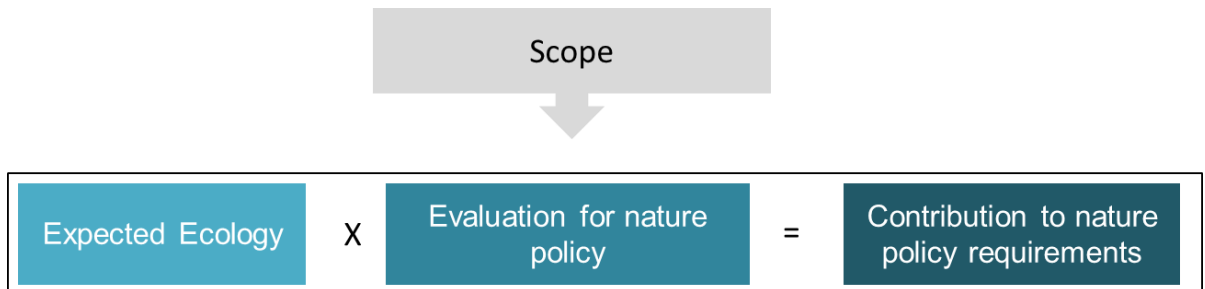 Scope
Expected Ecology
X
Evaluation for nature
policy
=
Contribution to nature
policy requirements